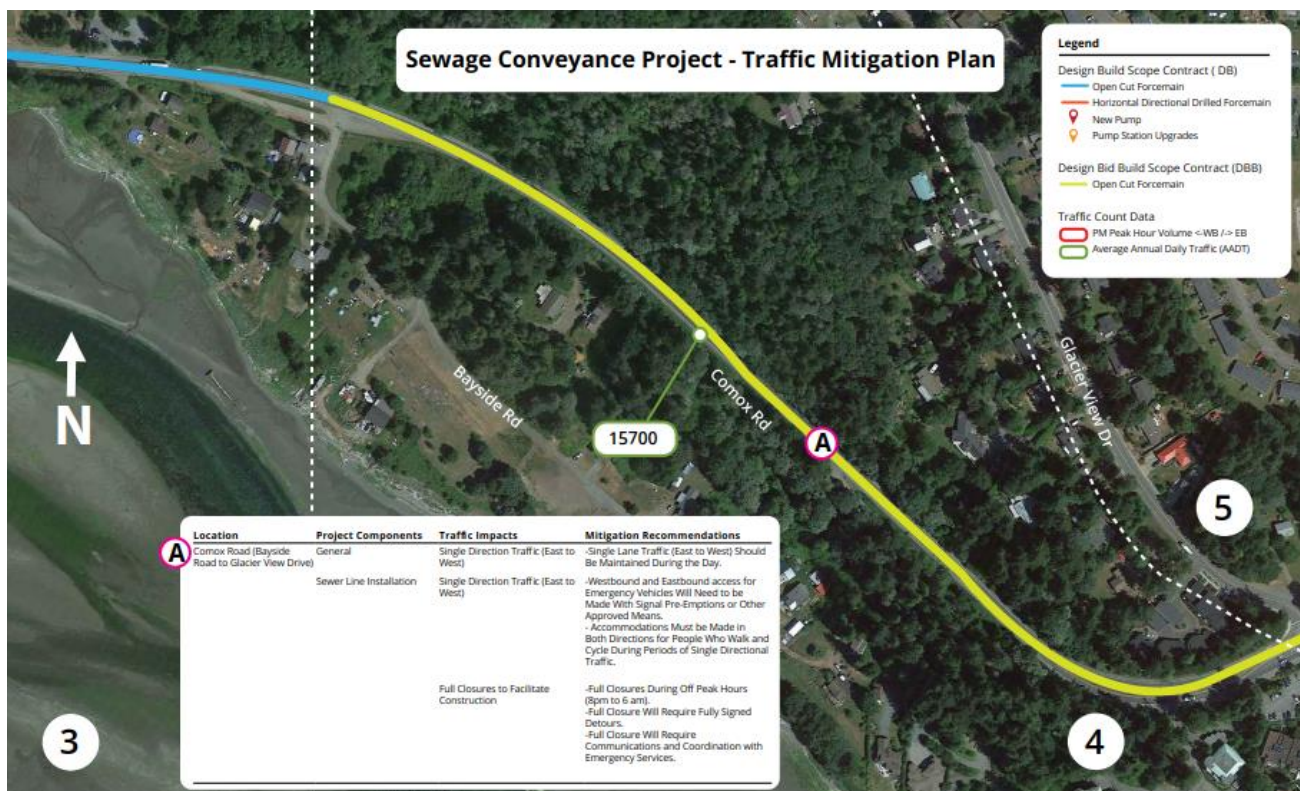 Sewage Conveyance Project - Traffic Mitigation Plan
Legend
Design Build Scope Contract ( DB)
Open Cut Forcemain
Horizontal Directional Drilled Forcemain
New Pump
Pump Station Upgrades
Design Bid Build Scope Contract (DBB)
Open Cut Forcemain
Traffic Count Data
PM Peak Hour Volume <-WB /-> EB
Average Annual Daily Traffic (AADT)
N
Bayside Rd
Comox Rd
Glacier View Dr
15700
A
5
Location Project Components Traffic Impacts Mitigation Recommendations
A
Comox Road (Bayside
Road to Glacier View Drive)
General
Single Direction Traffic (East to
West)
-Single Lane Traffic (East to West) Should
Be Maintained During the Day.
Sewer Line Installation
Single Direction Traffic (East to
West)
-Westbound and Eastbound access for
Emergency Vehicles Will Need to be
Made With Signal Pre-Emptions or Other
Approved Means.
- Accommodations Must be Made in
Both Directions for People Who Walk and
Cycle During Periods of Single Directional
Traffic.
Full Closures to Facilitate
Construction
-Full Closures During Off Peak Hours
(8pm to 6 am).
-Full Closure Will Require Fully Signed
Detours.
-Full Closure Will Require
Communications and Coordination with
Emergency Services.
3
4